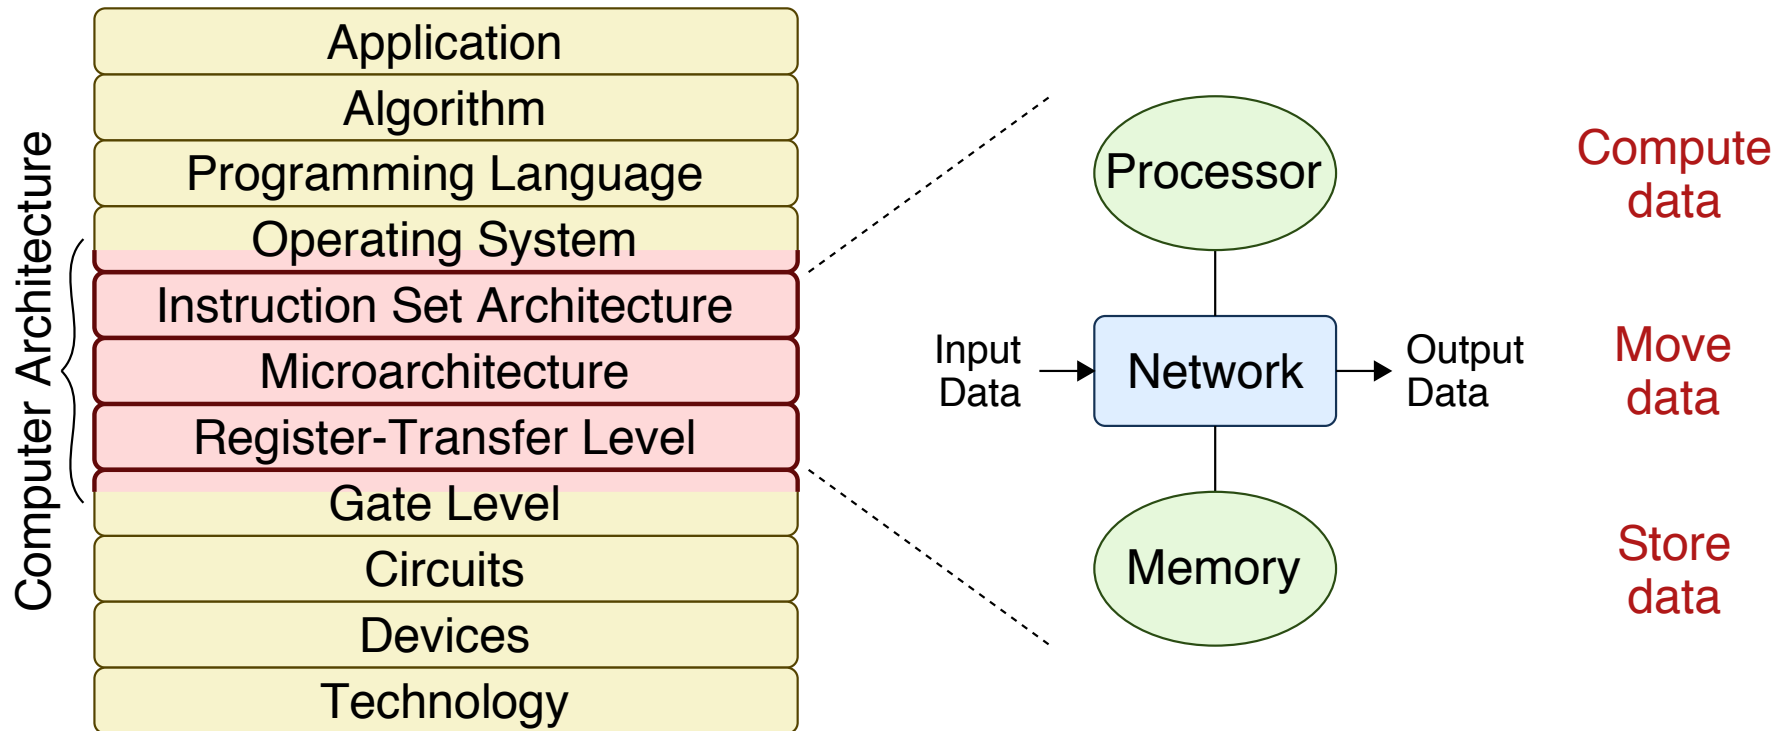 Computer Architecture
Application
Algorithm
Programming Language
Operating System
Instruction Set Architecture
Microarchitecture
Register-Transfer Level
Gate Level
Circuits
Devices
Technology
Processor
Input
Data
Network
Output
Data
Memory
Compute
data
Move
data
Store
data